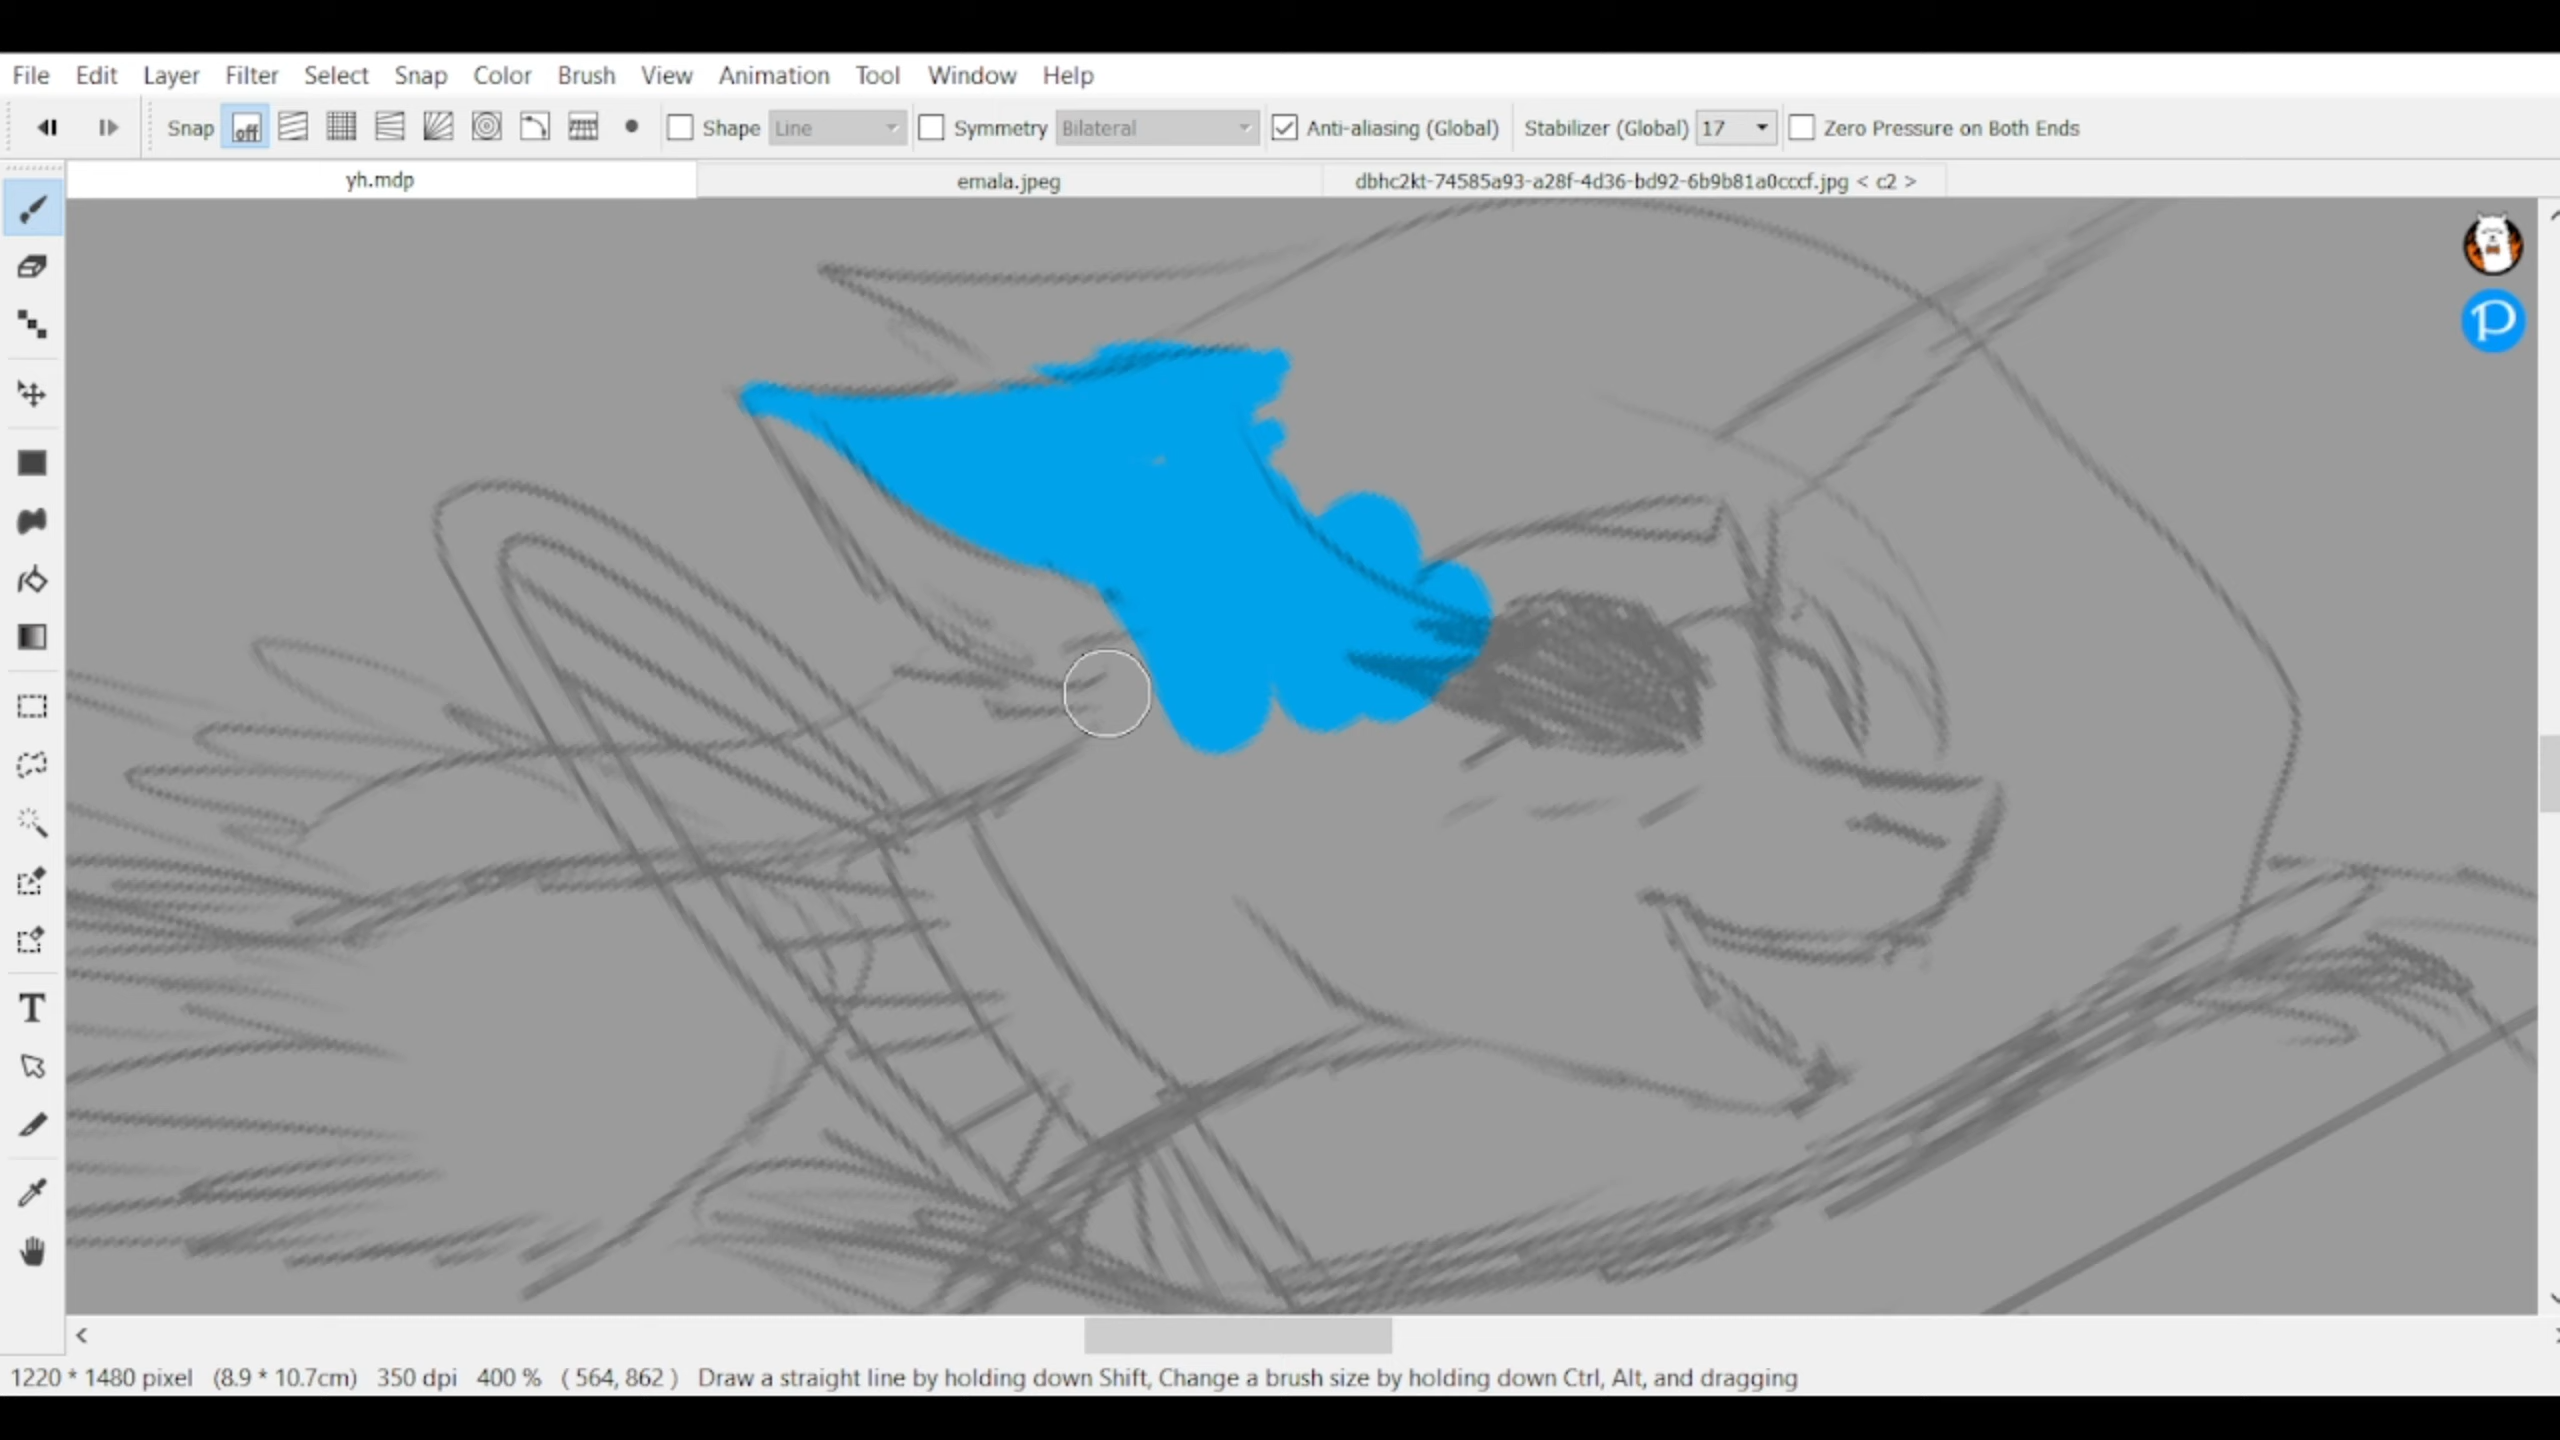 File Edit Layer Filter Select Snap Color Brush View Animation Tool Window Help
Snap off Shape Line Symmetry Bilateral Anti-aliasing (Global) Stabilizer (Global) 17 Zero Pressure on Both Ends
yh.mdp emala.jpeg dbhc2kt-74585a93-a28f-4d36-bd92-6b9b81a0cccf.jpg < c2 >
P
T
1220 * 1480 pixel (8.9 * 10.7cm) 350 dpi 400 % ( 564, 862 ) Draw a straight line by holding down Shift, Change a brush size by holding down Ctrl, Alt, and dragging